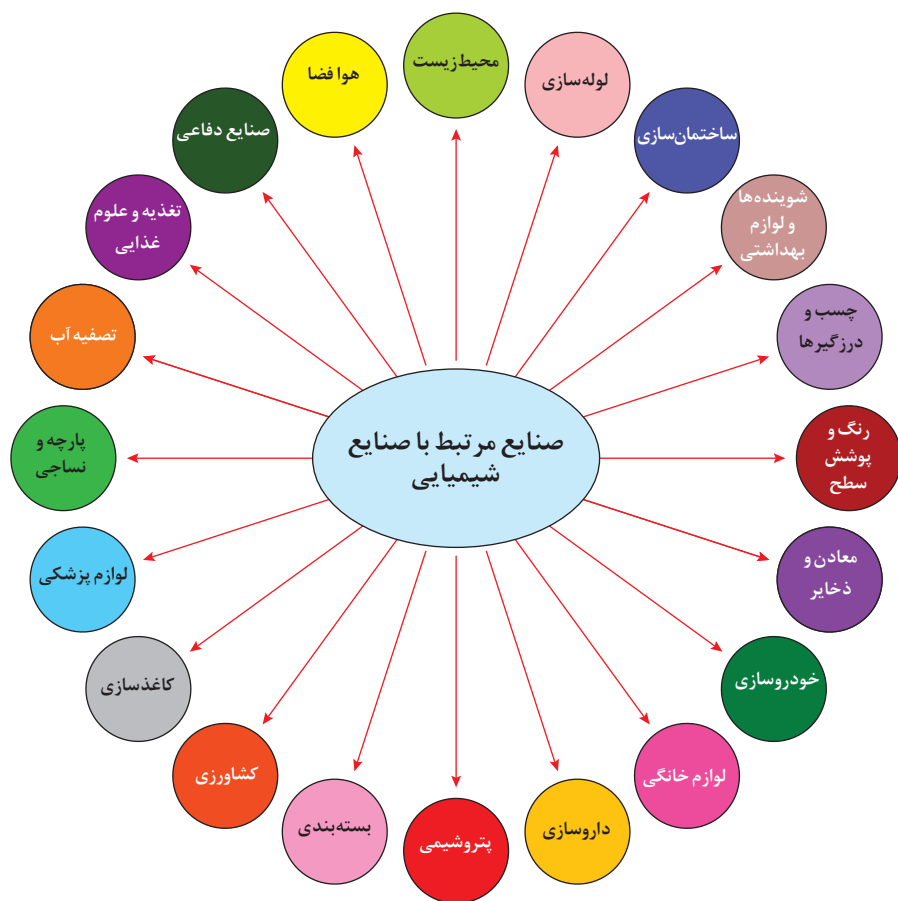 صنایع مرتبط با صنایع
شیمیایی
محیط‌زیست
لوله‌سازی
ساختمان‌سازی
شوینده‌ها
و لوازم
بهداشتی
چسب و
درزگیرها
رنگ و
پوشش
سطح
معادن و
ذخایر
خودروسازی
لوازم خانگی
داروسازی
پتروشیمی
بسته‌بندی
کشاورزی
کاغذسازی
لوازم پزشکی
پارچه و
نساجی
تصفیه آب
تغذیه و علوم
غذایی
صنایع دفاعی
هوا فضا